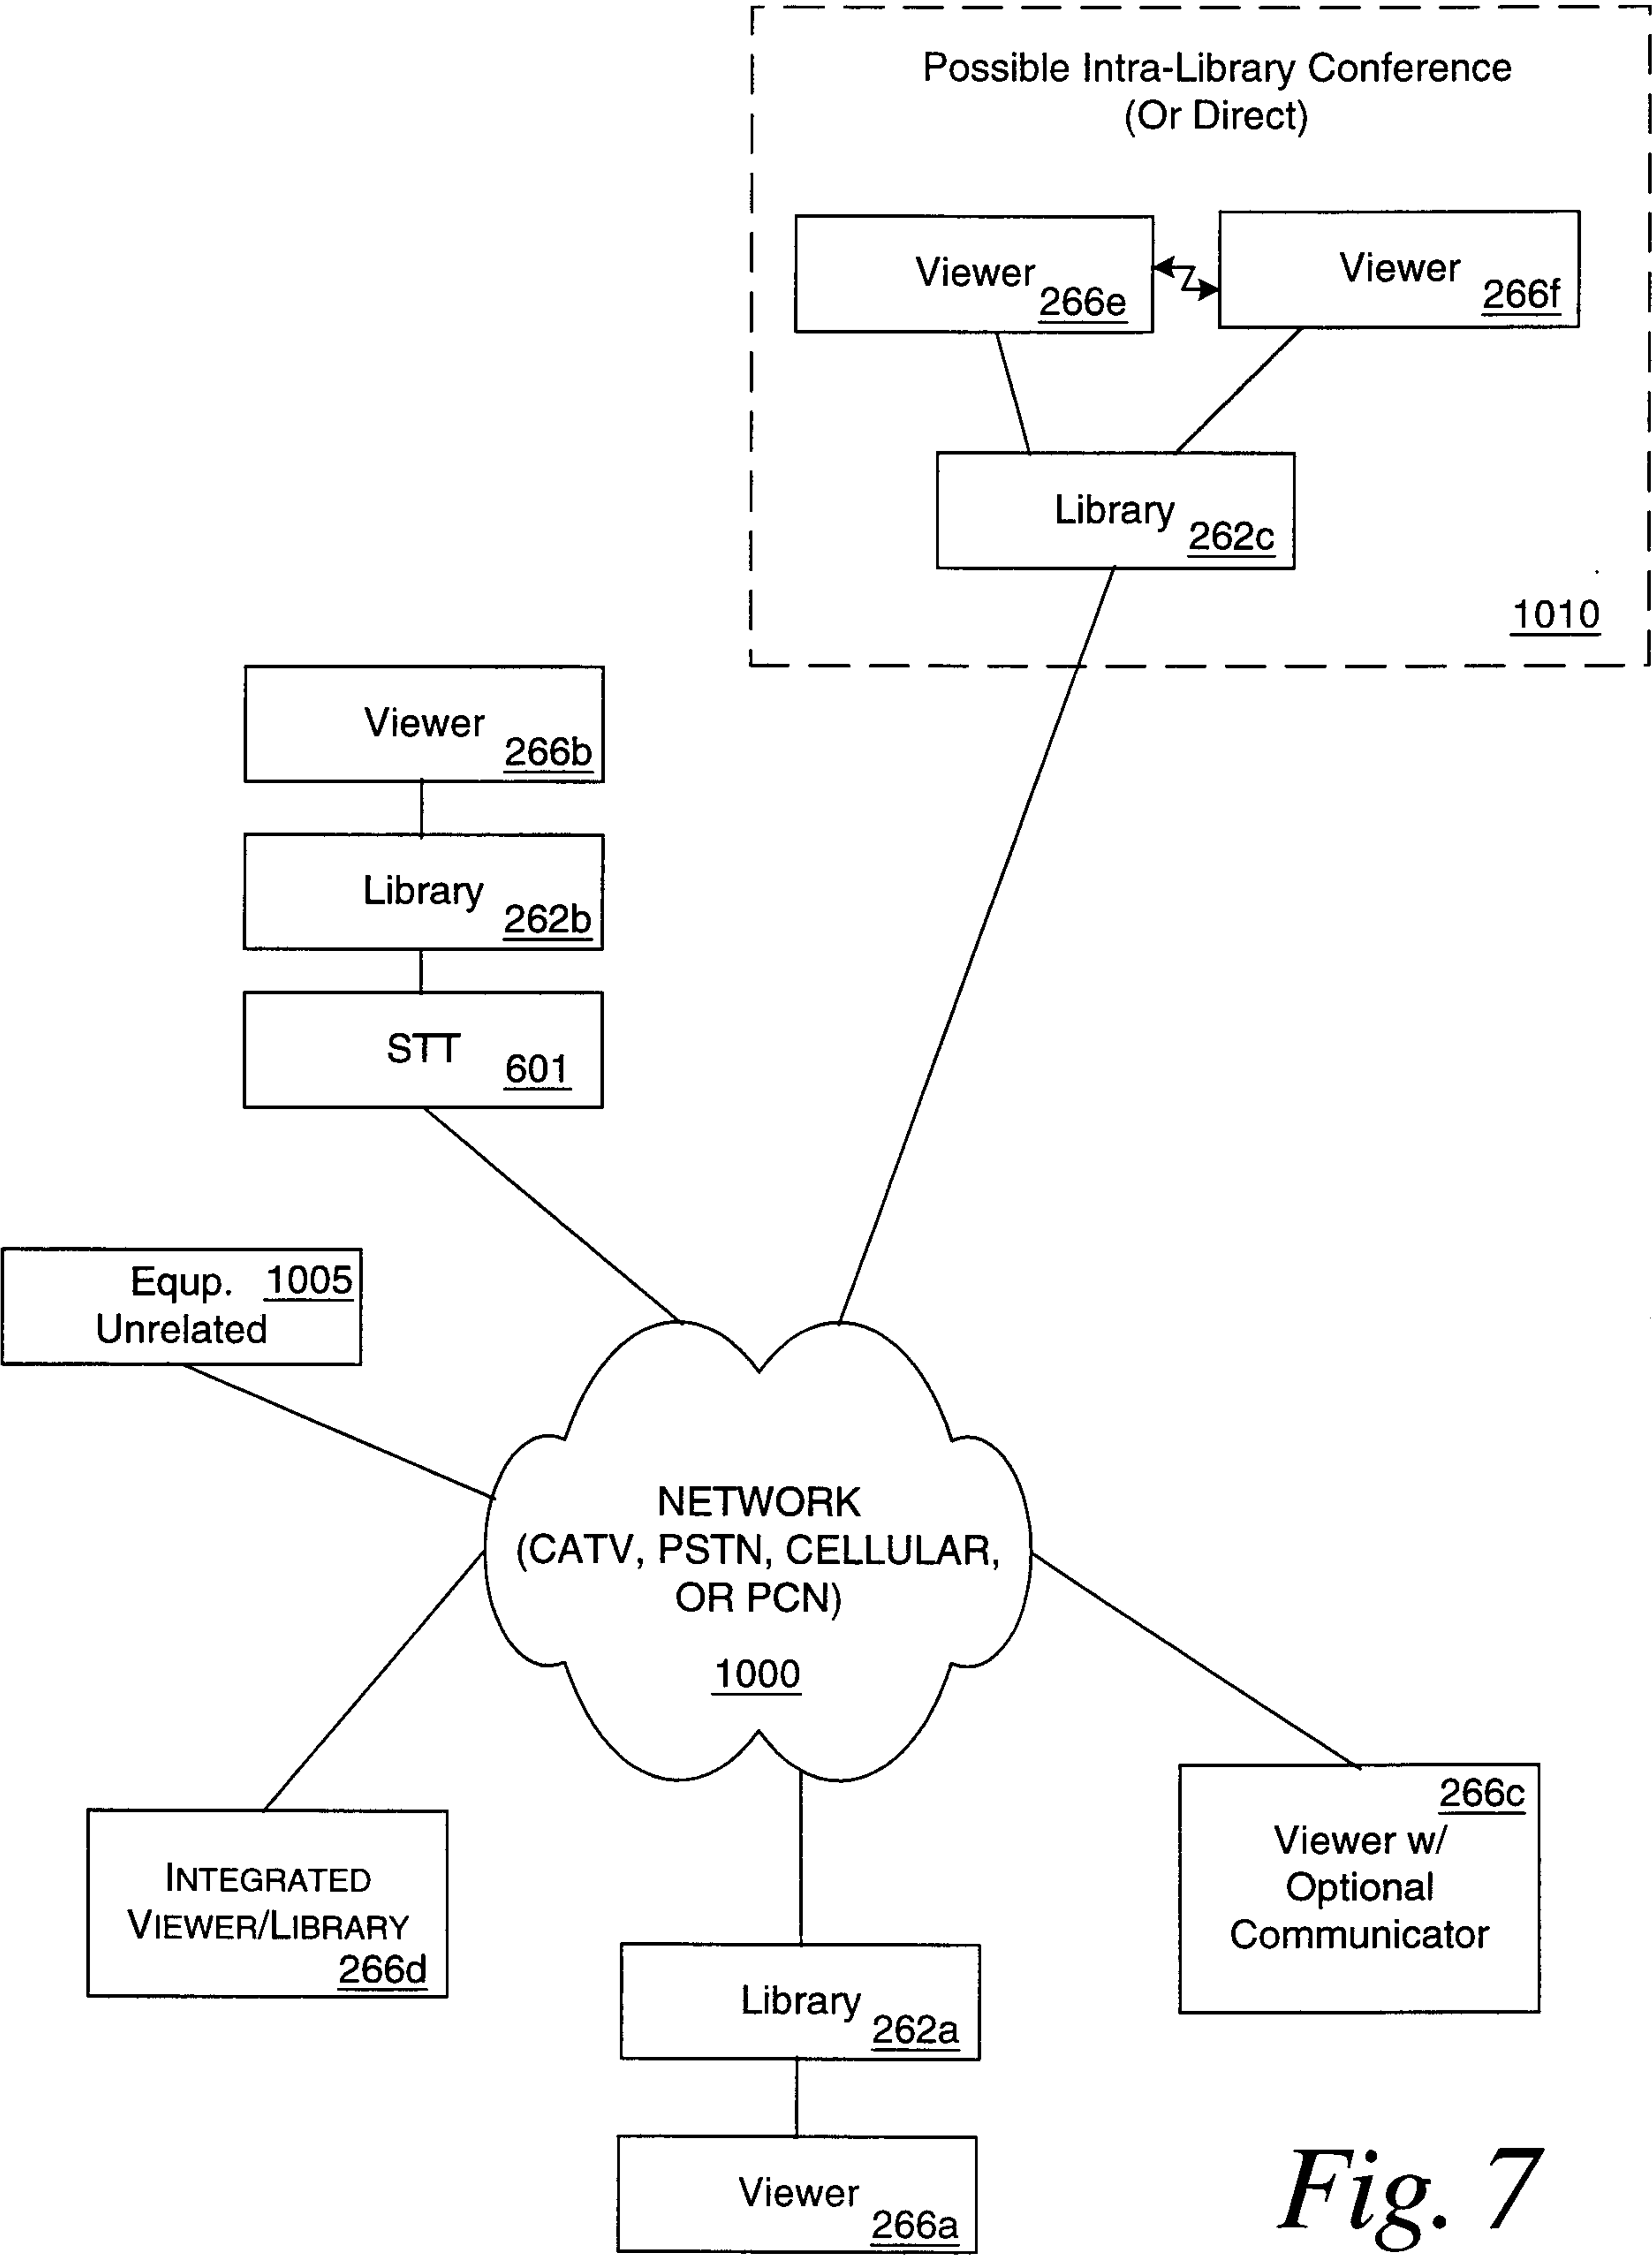 Possible Intra-Library Conference
(Or Direct)
Viewer 266e
Viewer 266f
Library 262c
1010
Viewer 266b
Library 262b
STT 601
Equp. 1005
Unrelated
NETWORK
(CATV, PSTN, CELLULAR,
OR PCN)
1000
INTEGRATED
VIEWER/LIBRARY
266d
266c
Viewer w/
Optional
Communicator
Library 262a
Viewer 266a
Fig. 7